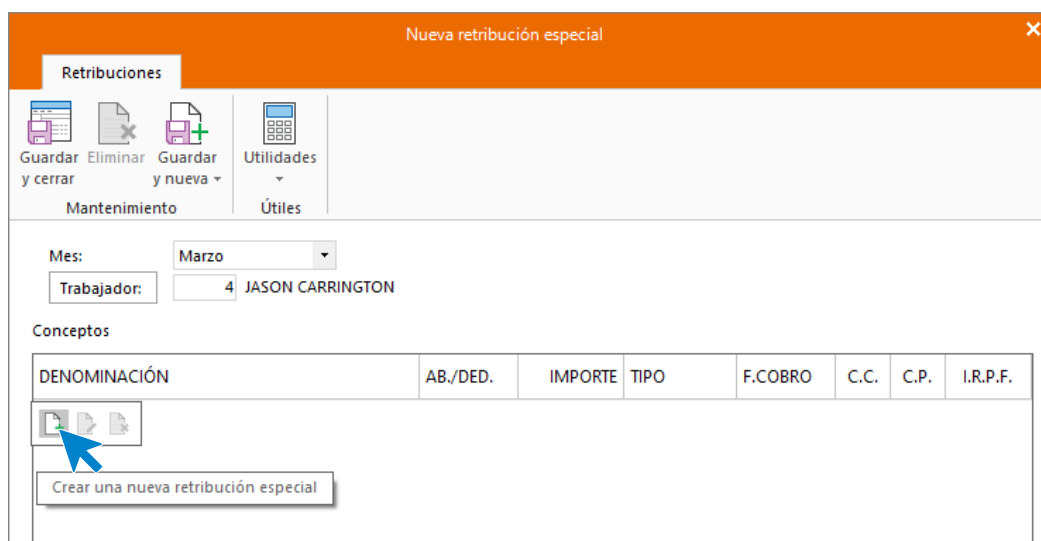 Nueva retribución especial
Retribuciones
Guardar y cerrar
Eliminar
Guardar y nueva
Utilidades
Mantenimiento
Útiles
Mes:
Marzo
Trabajador:
4 JASON CARRINGTON
Conceptos
DENOMINACIÓN AB./DED. IMPORTE TIPO F.COBRO C.C. C.P. I.R.P.F.
Crear una nueva retribución especial